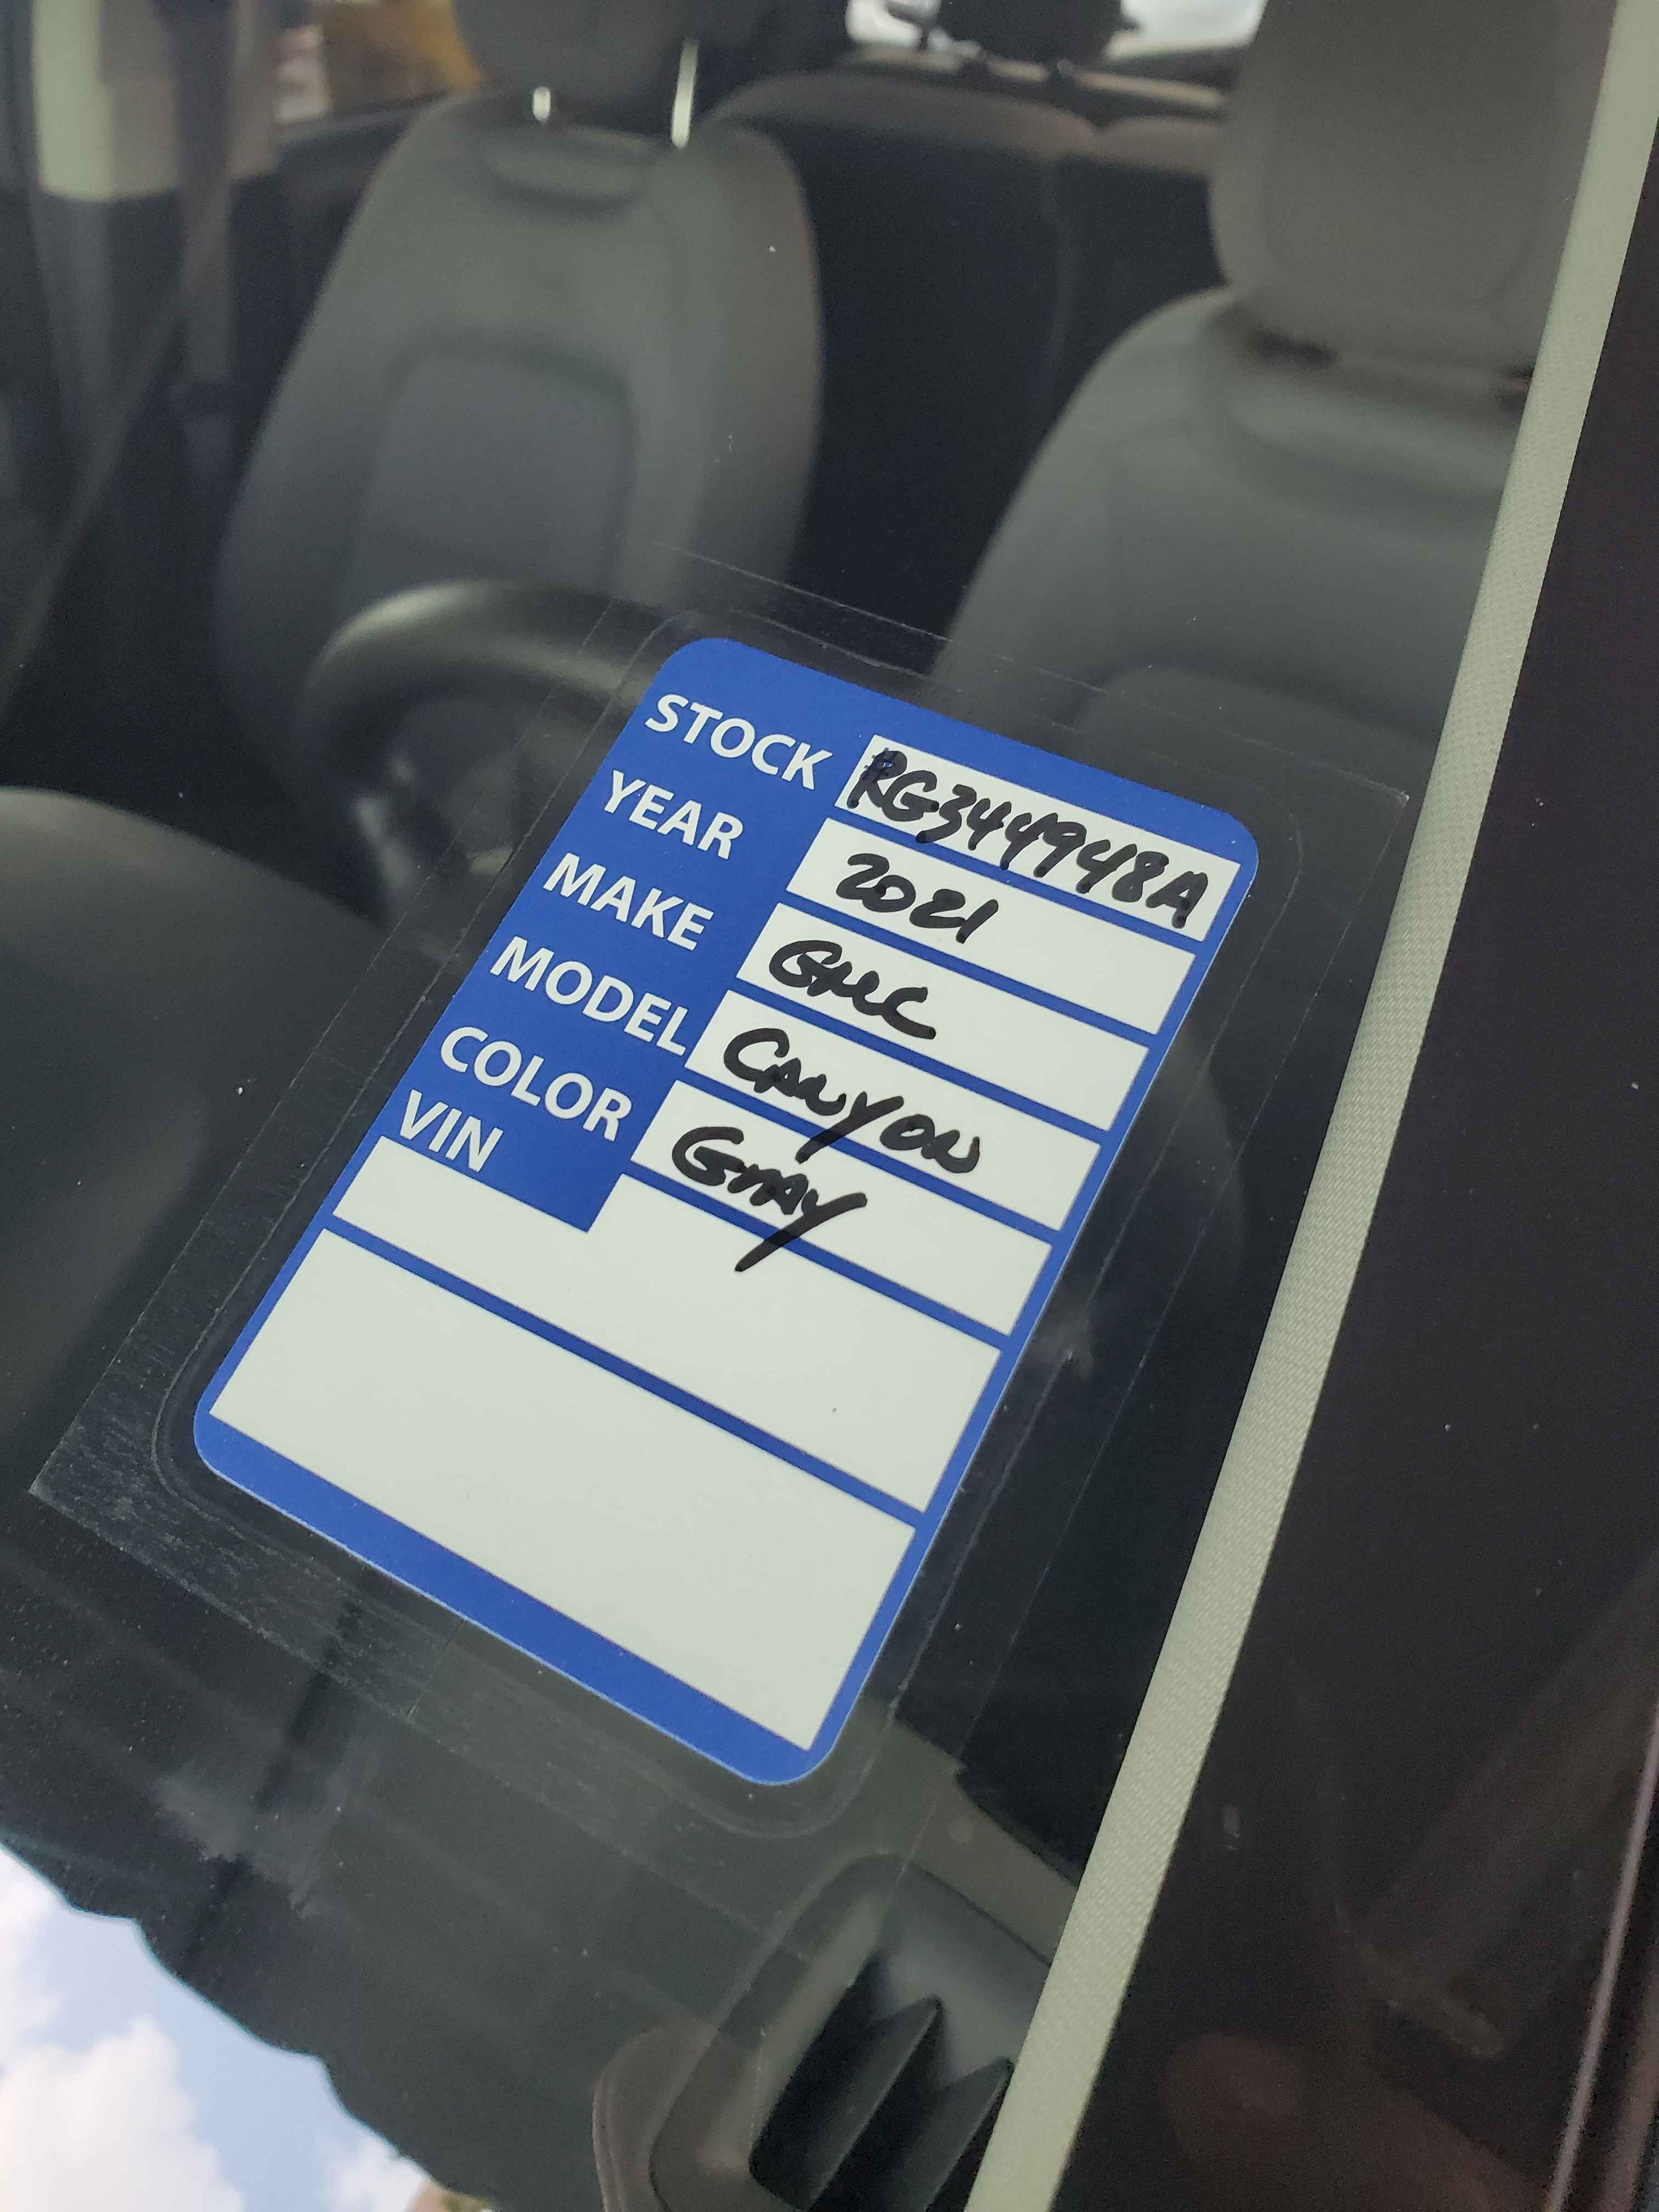 STOCK RG344948A
YEAR 2021
MAKE GMC
MODEL CANYON
COLOR GRAY
VIN